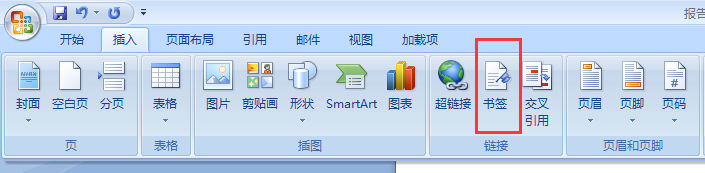 报告
开始 插入 页面布局 引用 邮件 视图 加载项
封面 空白页 分页 表格 图片 剪贴画 形状 SmartArt 图表 超链接 书签 交叉引用 页眉 页脚 页码
页 表格 插图 链接 页眉和页脚